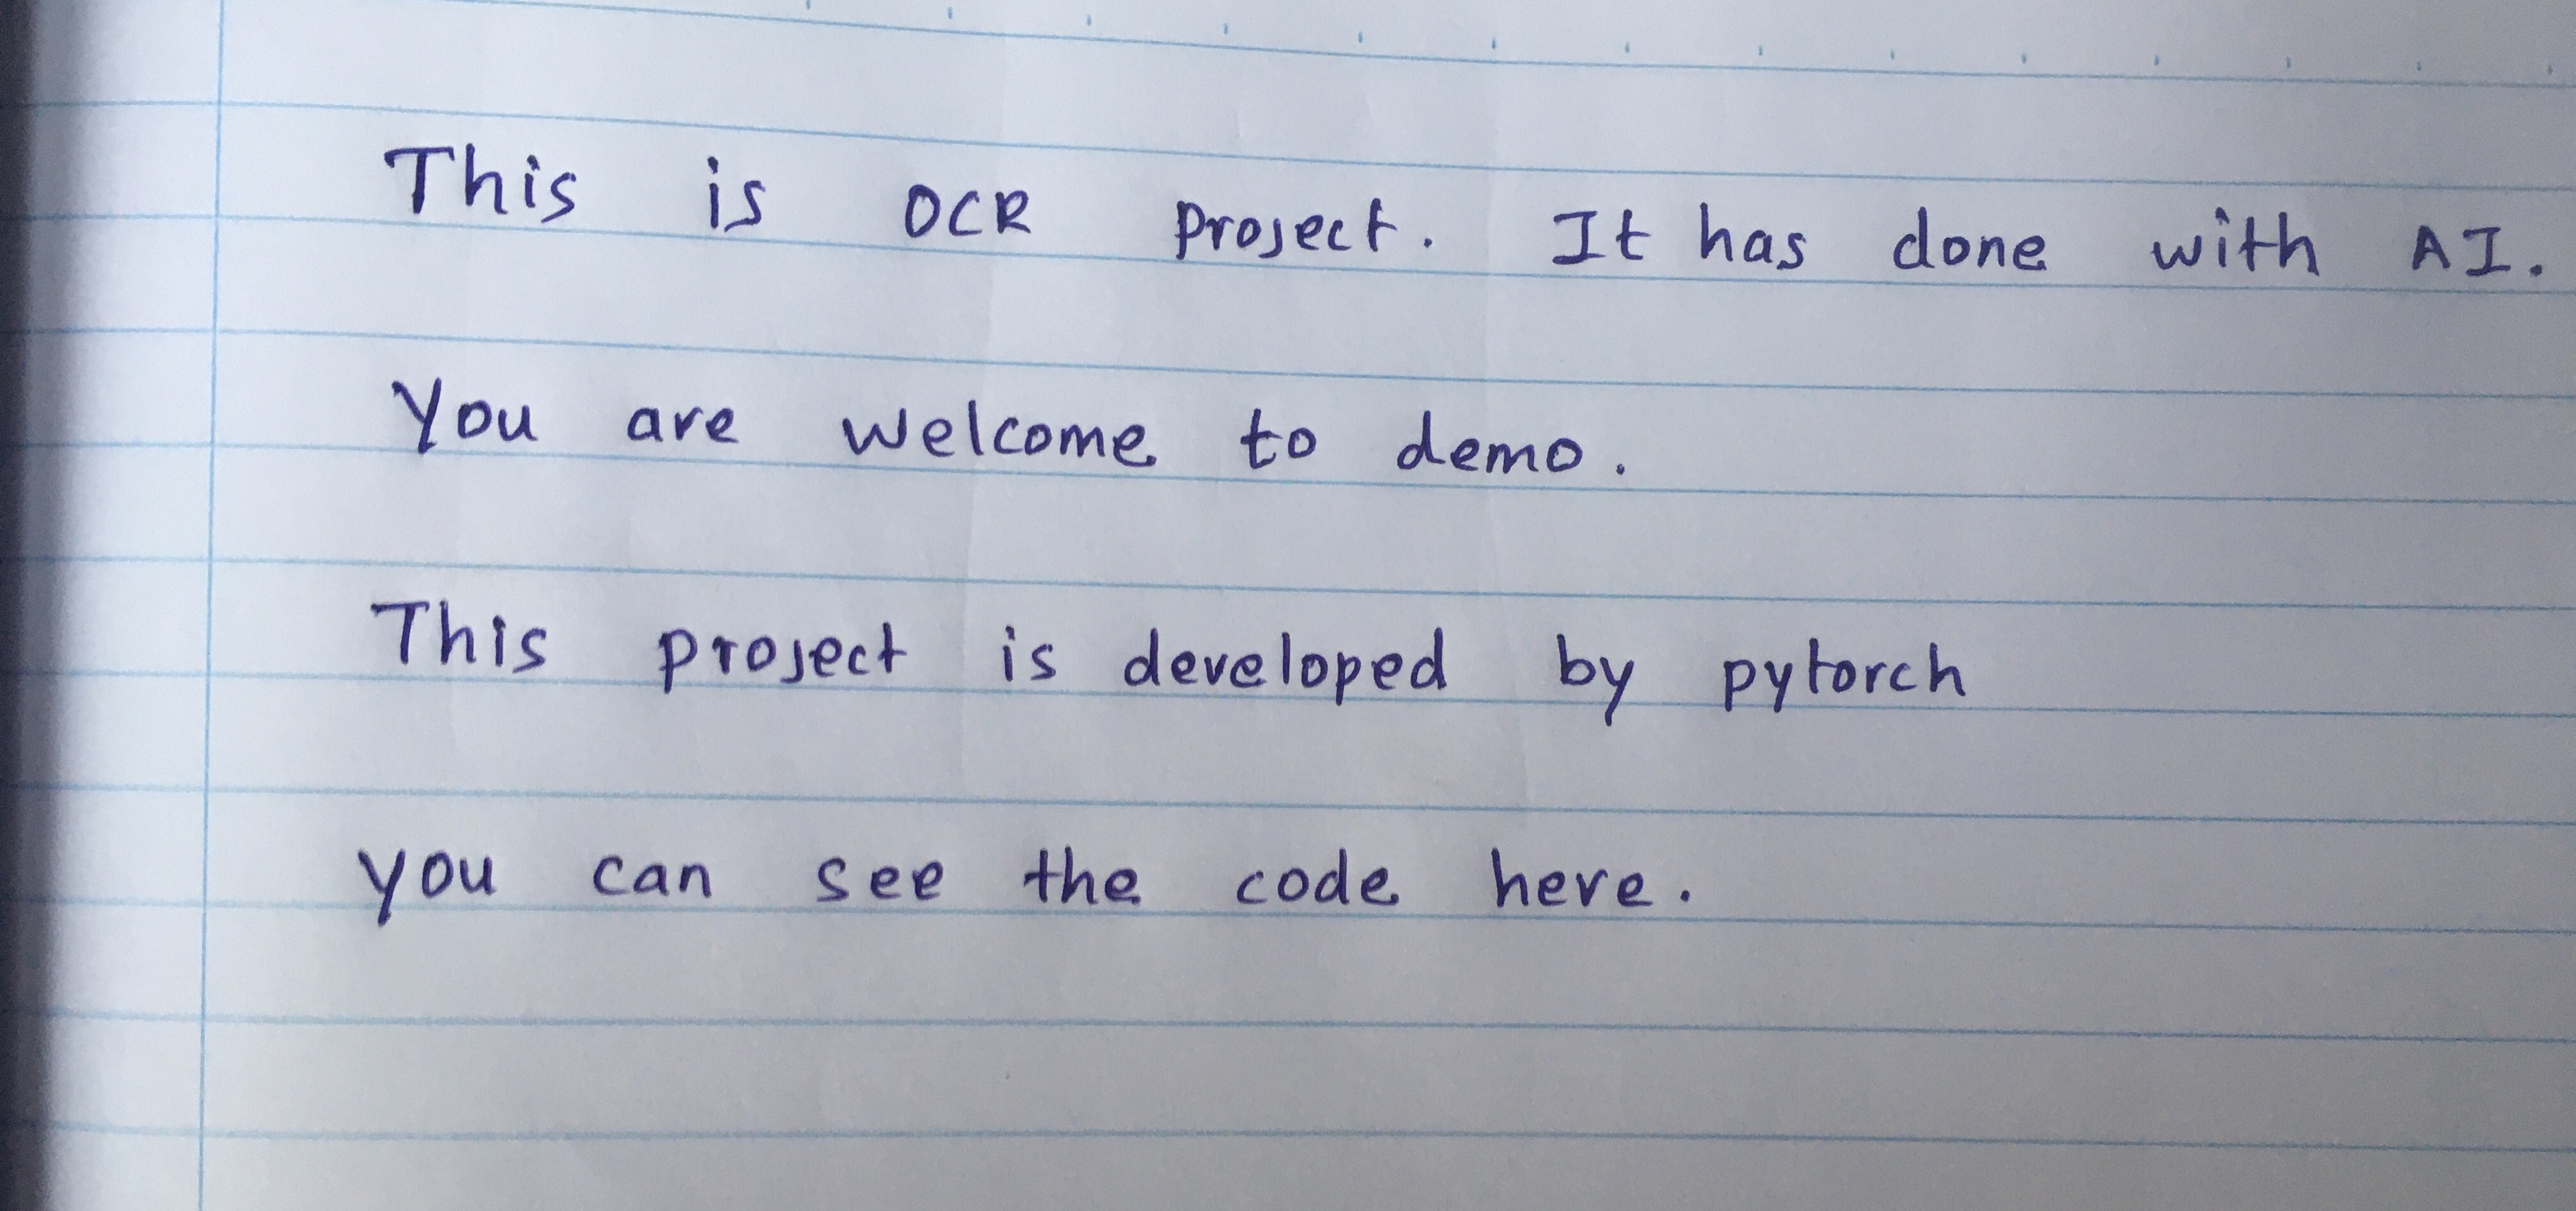 This is OCR project. It has done with AI.
You are welcome to demo.
This project is developed by pytorch
you can see the code here.